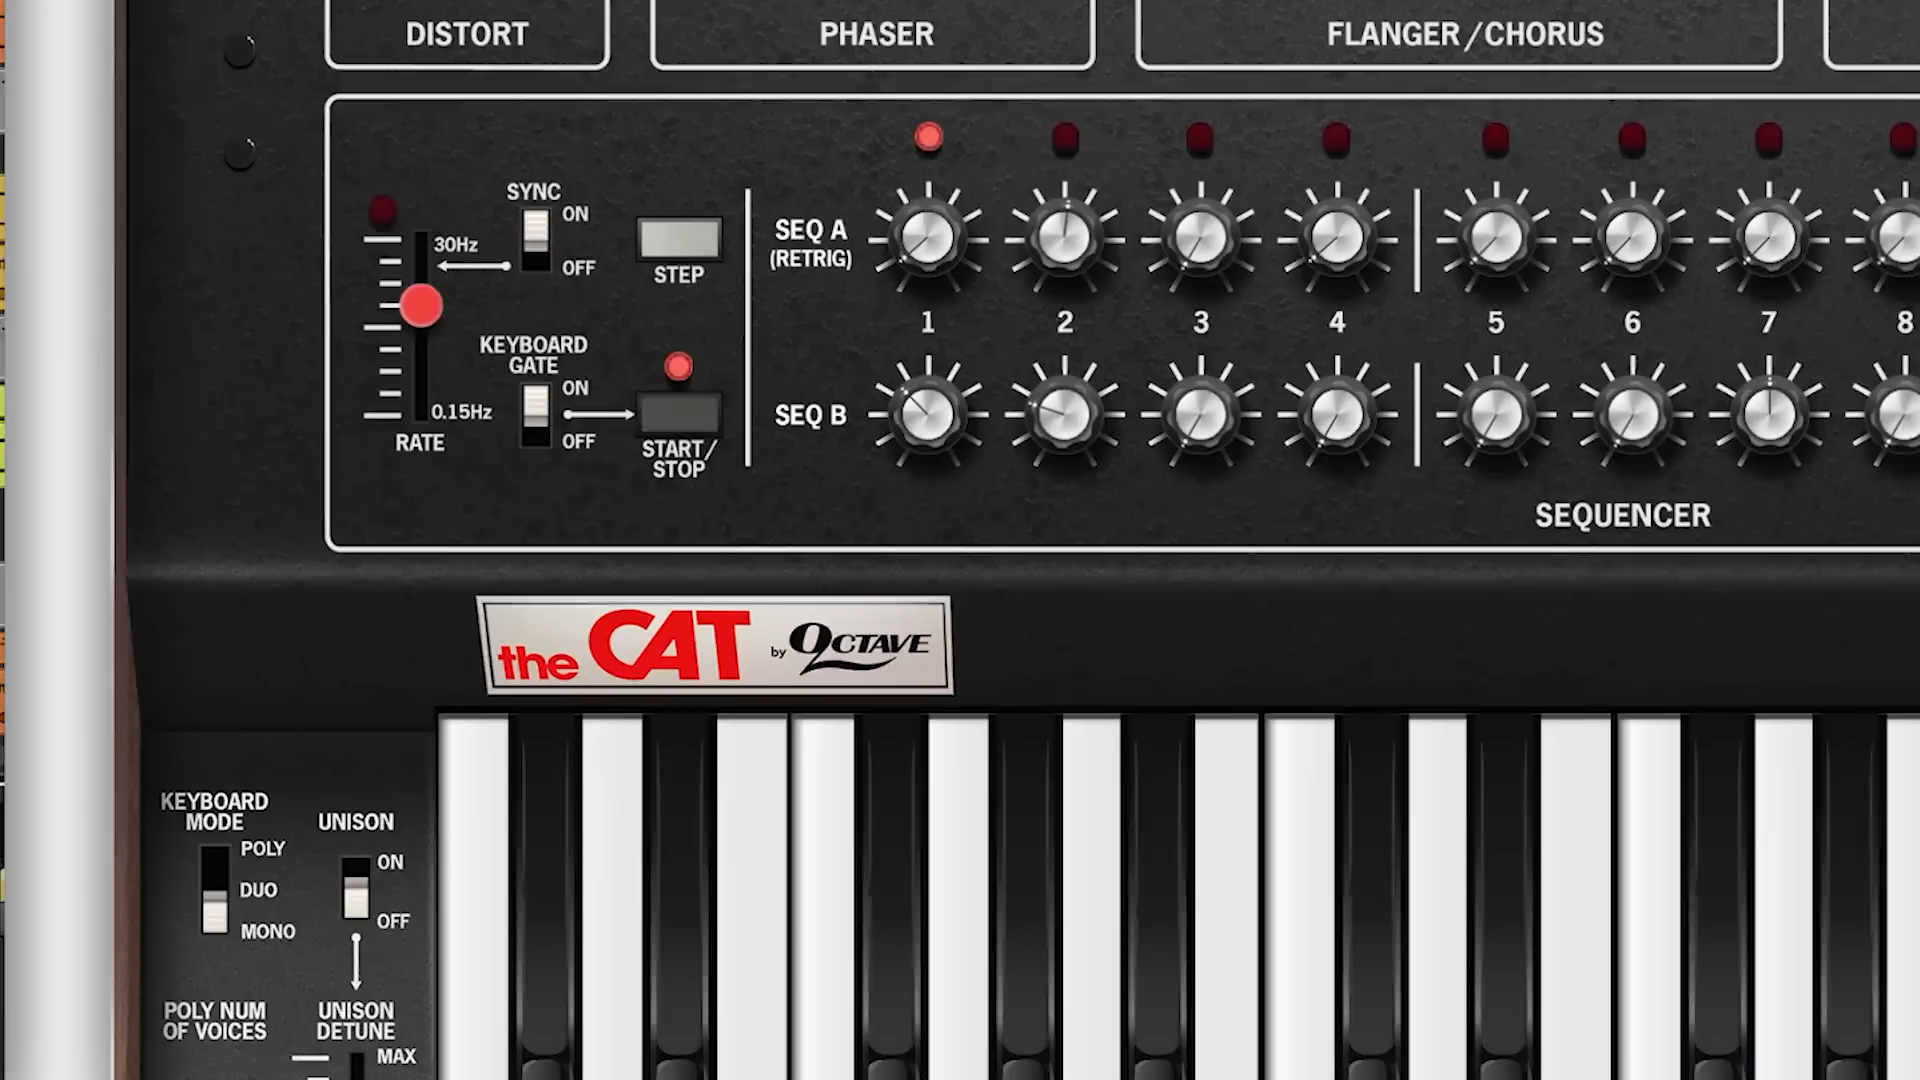 DISTORT
PHASER
FLANGER/CHORUS
SYNC
ON
OFF
30Hz
STEP
KEYBOARD
GATE
ON
OFF
0.15Hz
RATE
START/
STOP
SEQ A
(RETRIG)
1 2 3 4 5 6 7 8
SEQ B
SEQUENCER
the CAT by OCTAVE
KEYBOARD
MODE
POLY
DUO
MONO
UNISON
ON
OFF
POLY NUM
OF VOICES
UNISON
DETUNE
MAX